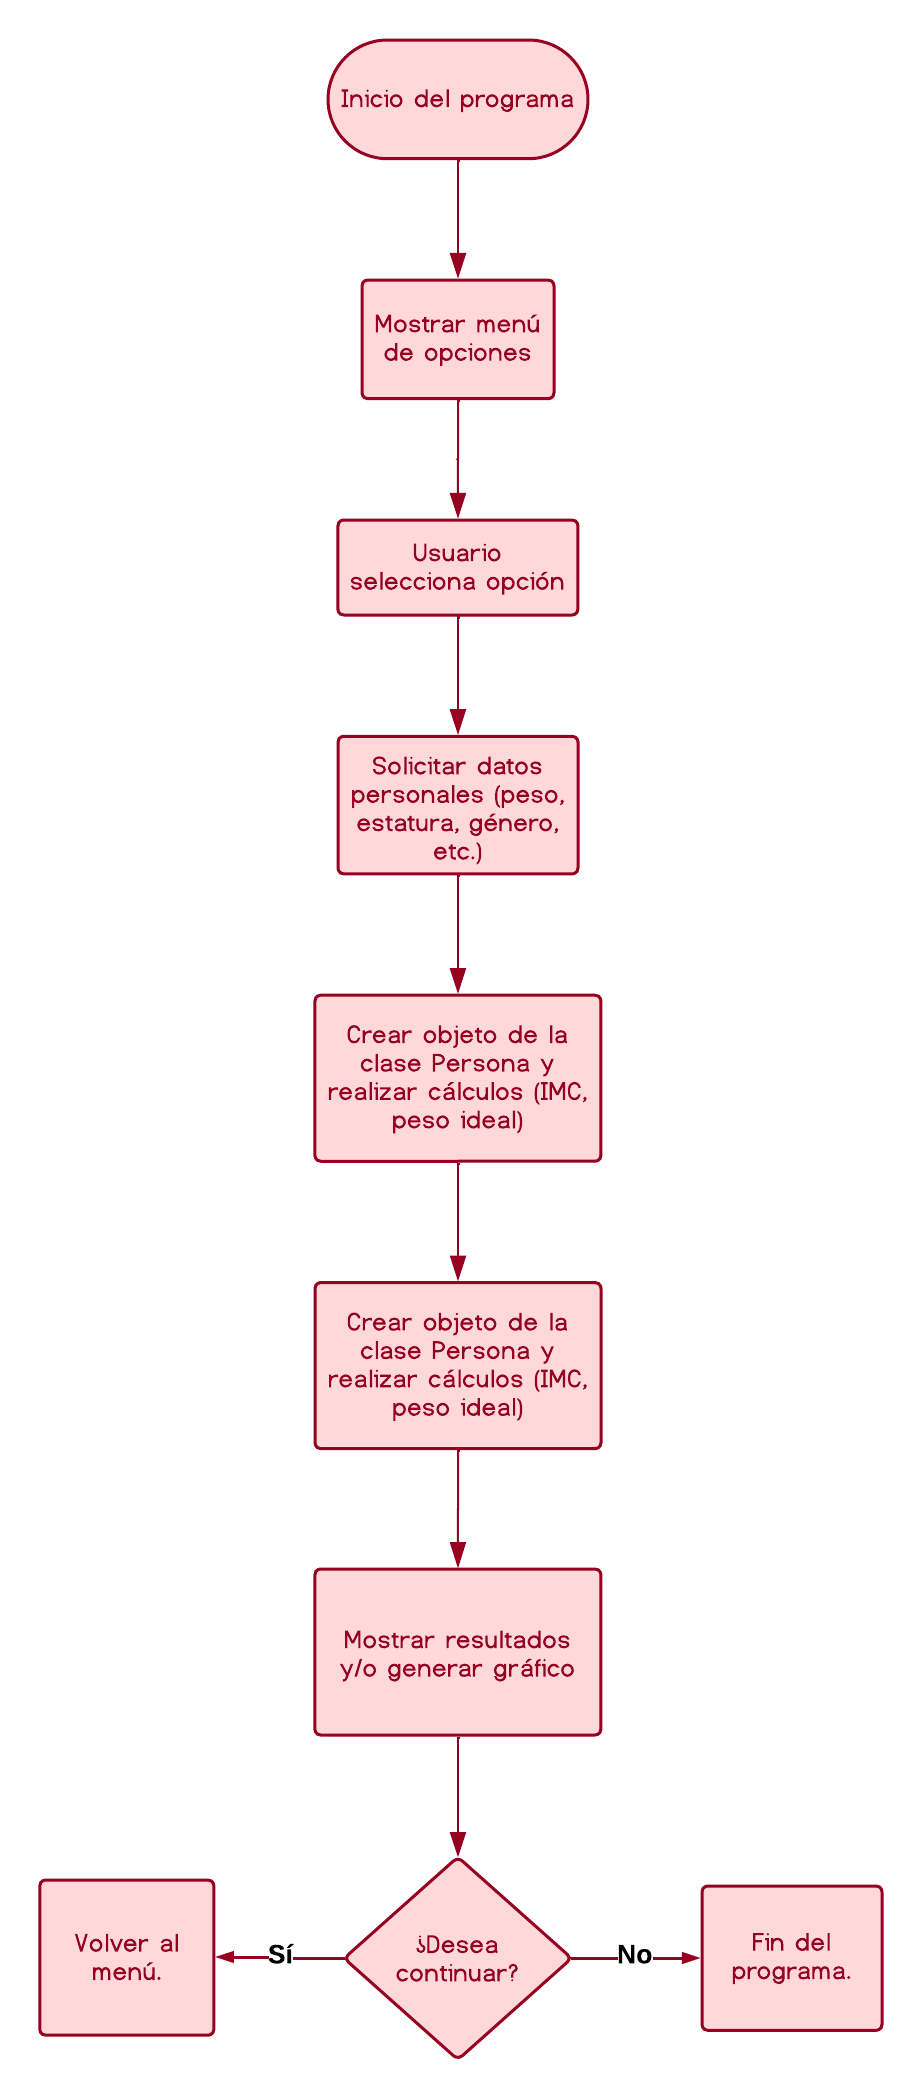 Inicio del programa
Mostrar menú
de opciones
Usuario
selecciona opción
Solicitar datos
personales (peso,
estatura, género,
etc.)
Crear objeto de la
clase Persona y
realizar cálculos (IMC,
peso ideal)
Crear objeto de la
clase Persona y
realizar cálculos (IMC,
peso ideal)
Mostrar resultados
y/o generar gráfico
¿Desea
continuar?
Sí
No
Volver al
menú.
Fin del
programa.